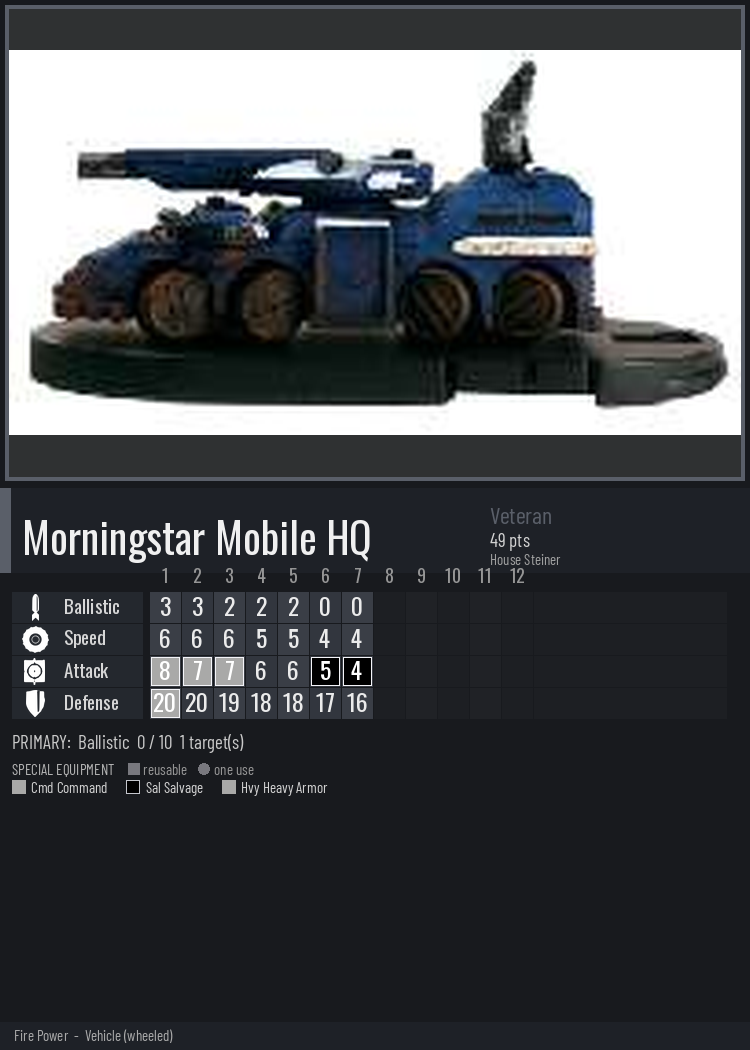 Morningstar Mobile HQ
Veteran
49 pts
House Steiner
1 2 3 4 5 6 7 8 9 10 11 12
Ballistic 3 3 2 2 2 0 0
Speed 6 6 6 5 5 4 4
Attack 8 7 7 6 6 5 4
Defense 20 20 19 18 18 17 16
PRIMARY: Ballistic 0 / 10 1 target(s)
SPECIAL EQUIPMENT reusable one use
Cmd Command Sal Salvage Hvy Heavy Armor
Fire Power - Vehicle (wheeled)